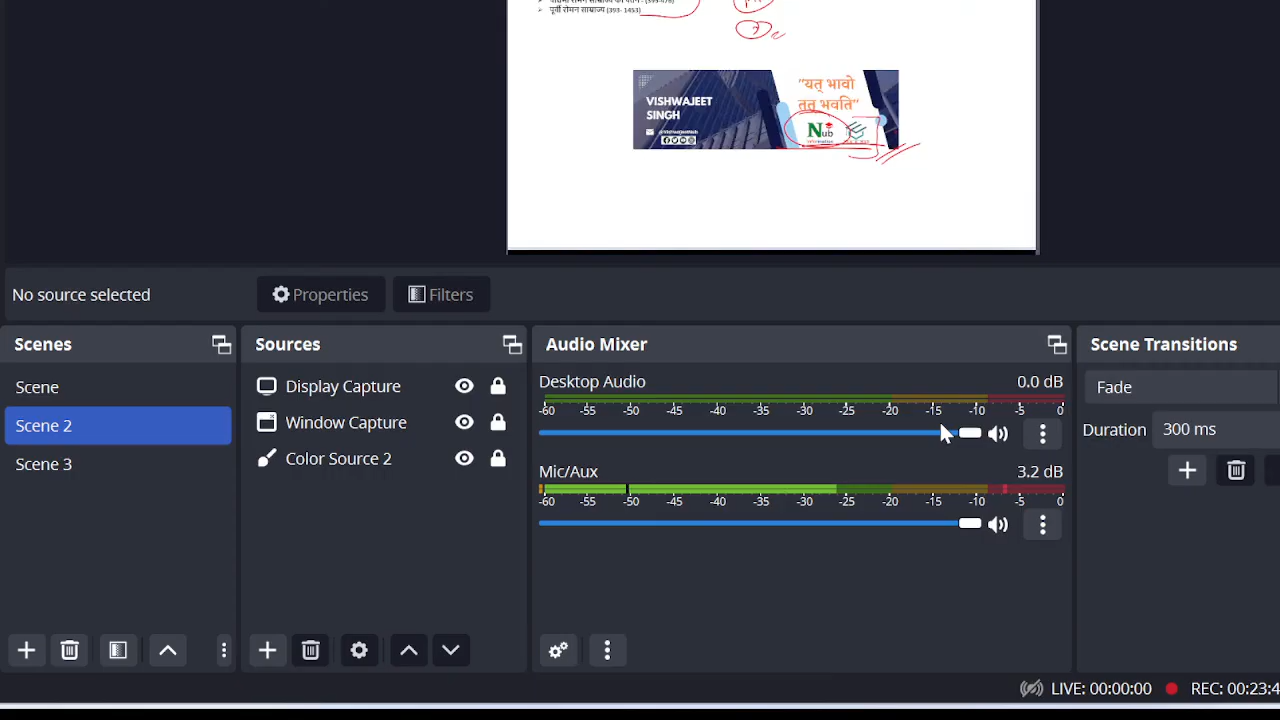 पूर्वी रोमन साम्राज्य (393- 1453)
VISHWAJEET
SINGH
"यत् भावो
तत् भवति"
Nub
No source selected
Properties
Filters
Scenes
Sources
Audio Mixer
Scene Transitions
Scene
Scene 2
Scene 3
Display Capture
Window Capture
Color Source 2
Desktop Audio
0.0 dB
-60 -55 -50 -45 -40 -35 -30 -25 -20 -15 -10 -5 0
Mic/Aux
3.2 dB
-60 -55 -50 -45 -40 -35 -30 -25 -20 -15 -10 -5 0
Fade
Duration
300 ms
LIVE: 00:00:00
REC: 00:23:4